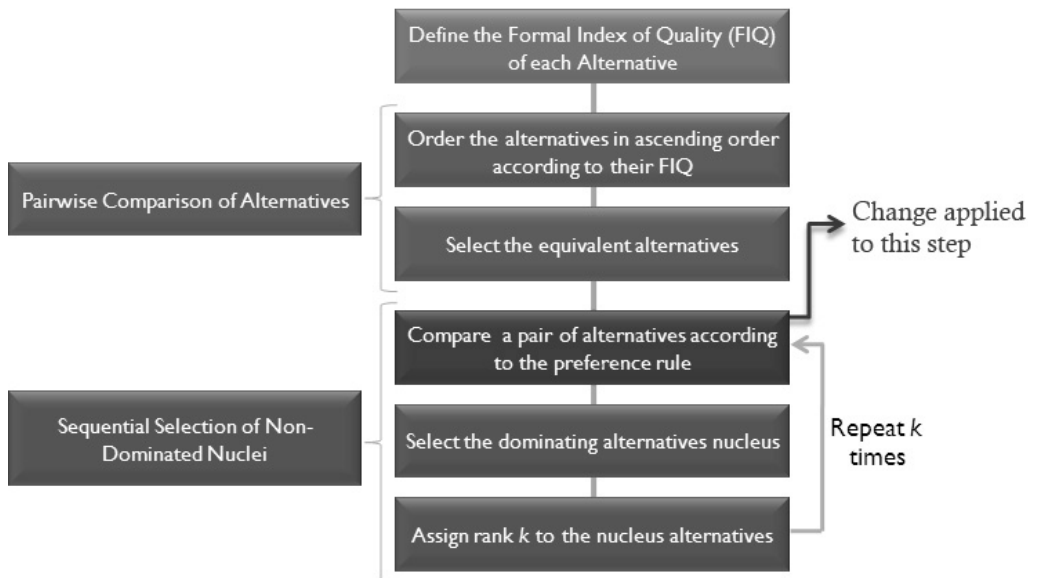 Define the Formal Index of Quality (FIQ)
of each Alternative
Order the alternatives in ascending order
according to their FIQ
Pairwise Comparison of Alternatives
Select the equivalent alternatives
Change applied
to this step
Compare a pair of alternatives according
to the preference rule
Sequential Selection of Non-
Dominated Nuclei
Select the dominating alternatives nucleus
Repeat k
times
Assign rank k to the nucleus alternatives